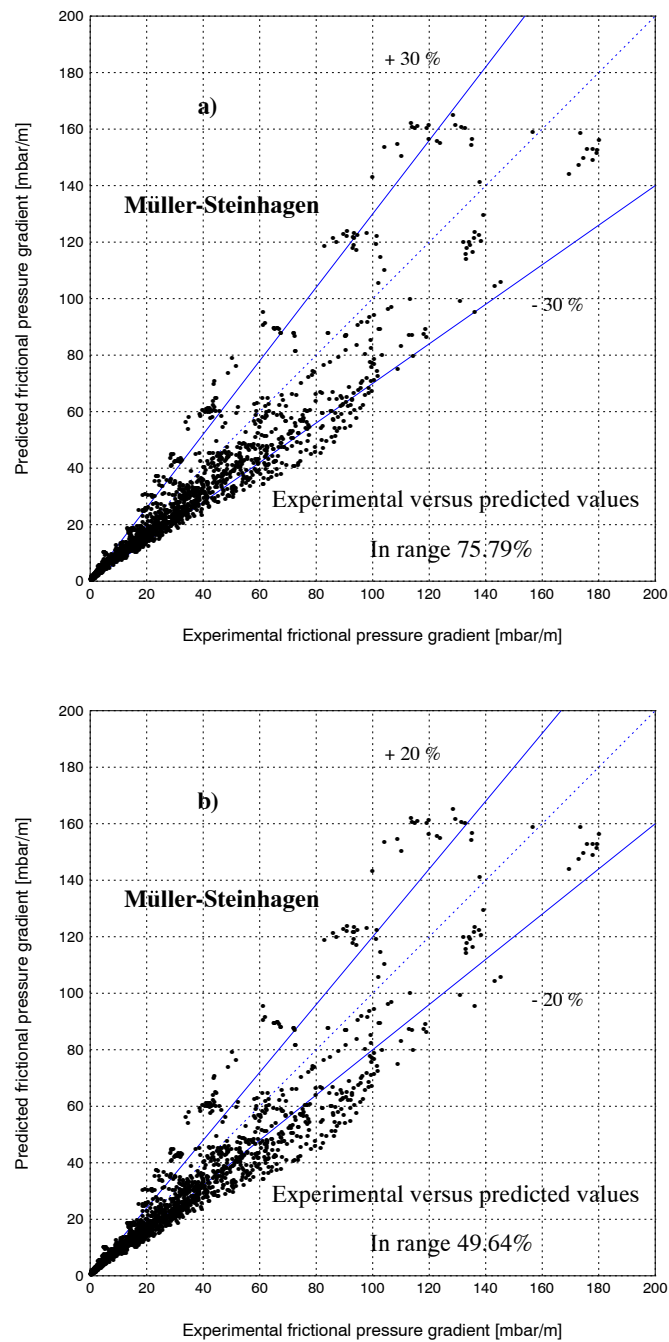 200
180
160
140
120
100
80
60
40
20
0
Predicted frictional pressure gradient [mbar/m]
+ 30 %
a)
Müller-Steinhagen
- 30 %
Experimental versus predicted values
In range 75.79%
0 20 40 60 80 100 120 140 160 180 200
Experimental frictional pressure gradient [mbar/m]
200
180
160
140
120
100
80
60
40
20
0
Predicted frictional pressure gradient [mbar/m]
+ 20 %
b)
Müller-Steinhagen
- 20 %
Experimental versus predicted values
In range 49.64%
0 20 40 60 80 100 120 140 160 180 200
Experimental frictional pressure gradient [mbar/m]